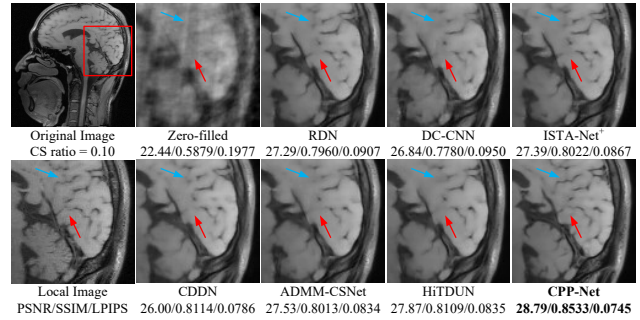 Original Image Zero-filled RDN DC-CNN ISTA-Net⁺
CS ratio = 0.10 22.44/0.5879/0.1977 27.29/0.7960/0.0907 26.84/0.7780/0.0950 27.39/0.8022/0.0867
Local Image CDDN ADMM-CSNet HiTDUN CPP-Net
PSNR/SSIM/LPIPS 26.00/0.8114/0.0786 27.53/0.8013/0.0834 27.87/0.8109/0.0835 28.79/0.8533/0.0745